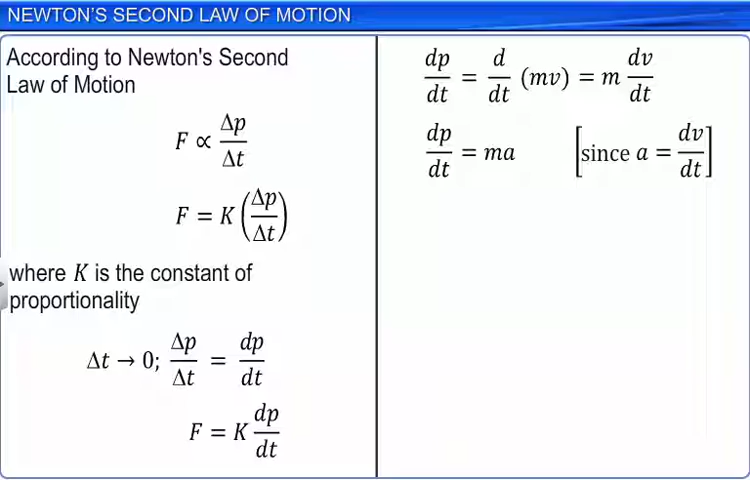 NEWTON'S SECOND LAW OF MOTION
According to Newton's Second
Law of Motion
F ∝ Δp/Δt
F = K(Δp/Δt)
where K is the constant of
proportionality
Δt → 0; Δp/Δt = dp/dt
F = K dp/dt
dp/dt = d/dt (mv) = m dv/dt
dp/dt = ma [since a = dv/dt]